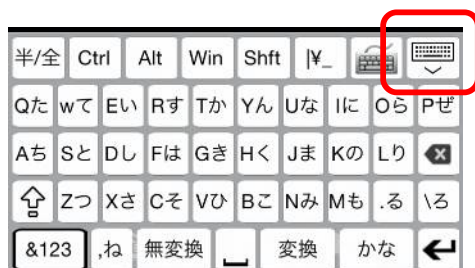 半/全 Ctrl Alt Win Shft |¥_
Qた wて Eい Rす Tか Yん Uな Iに Oら Pぜ
Aち Sと Dし Fは Gぎ Hく Jま Kの Lり
Zつ Xさ Cそ Vひ Bこ Nみ Mも .る \ろ
&123 ,ね 無変換 変換 かな